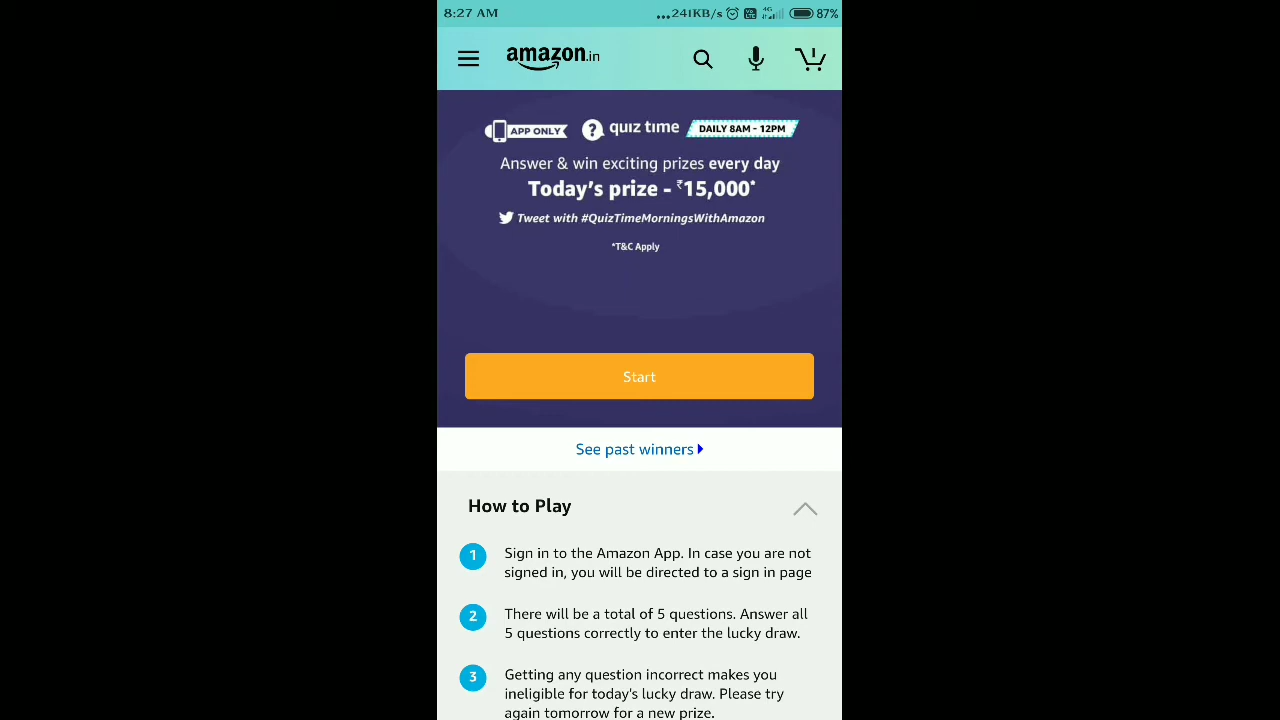 8:27 AM ...241KB/s VO LTE 4G 87%
amazon.in
APP ONLY ? quiz time DAILY 8AM - 12PM
Answer & win exciting prizes every day
Today's prize - ₹15,000*
Tweet with #QuizTimeMorningsWithAmazon
*T&C Apply
Start
See past winners
How to Play
1 Sign in to the Amazon App. In case you are not
signed in, you will be directed to a sign in page
2 There will be a total of 5 questions. Answer all
5 questions correctly to enter the lucky draw.
3 Getting any question incorrect makes you
ineligible for today's lucky draw. Please try
again tomorrow for a new prize.